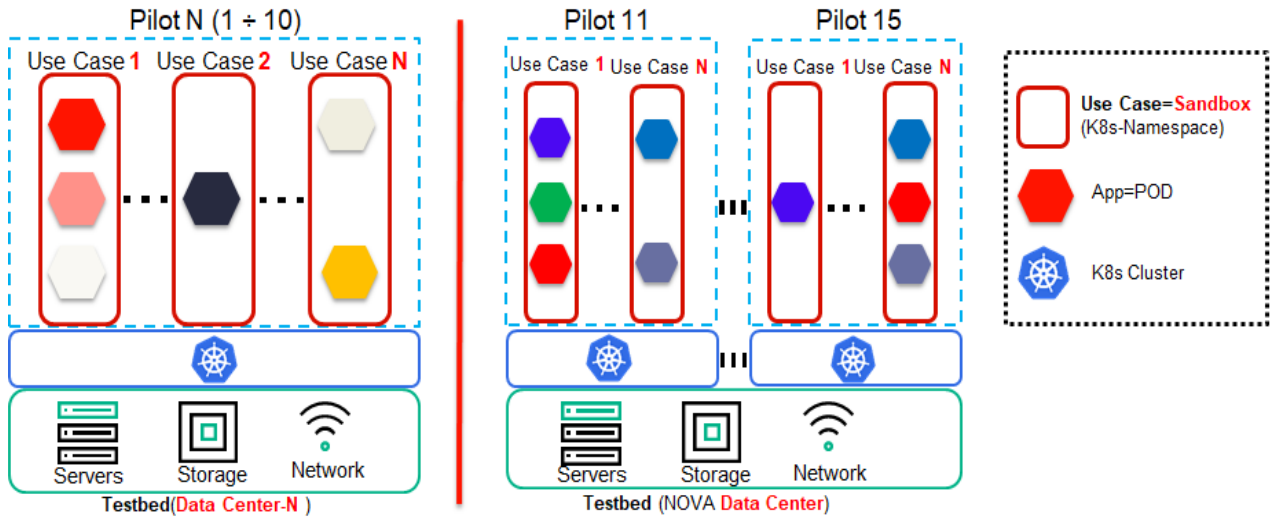 Pilot N (1 ÷ 10)
Use Case 1 Use Case 2 Use Case N
Servers Storage Network
Testbed(Data Center-N )
Pilot 11
Use Case 1 Use Case N
Pilot 15
Use Case 1 Use Case N
Servers Storage Network
Testbed (NOVA Data Center)
Use Case=Sandbox
(K8s-Namespace)
App=POD
K8s Cluster